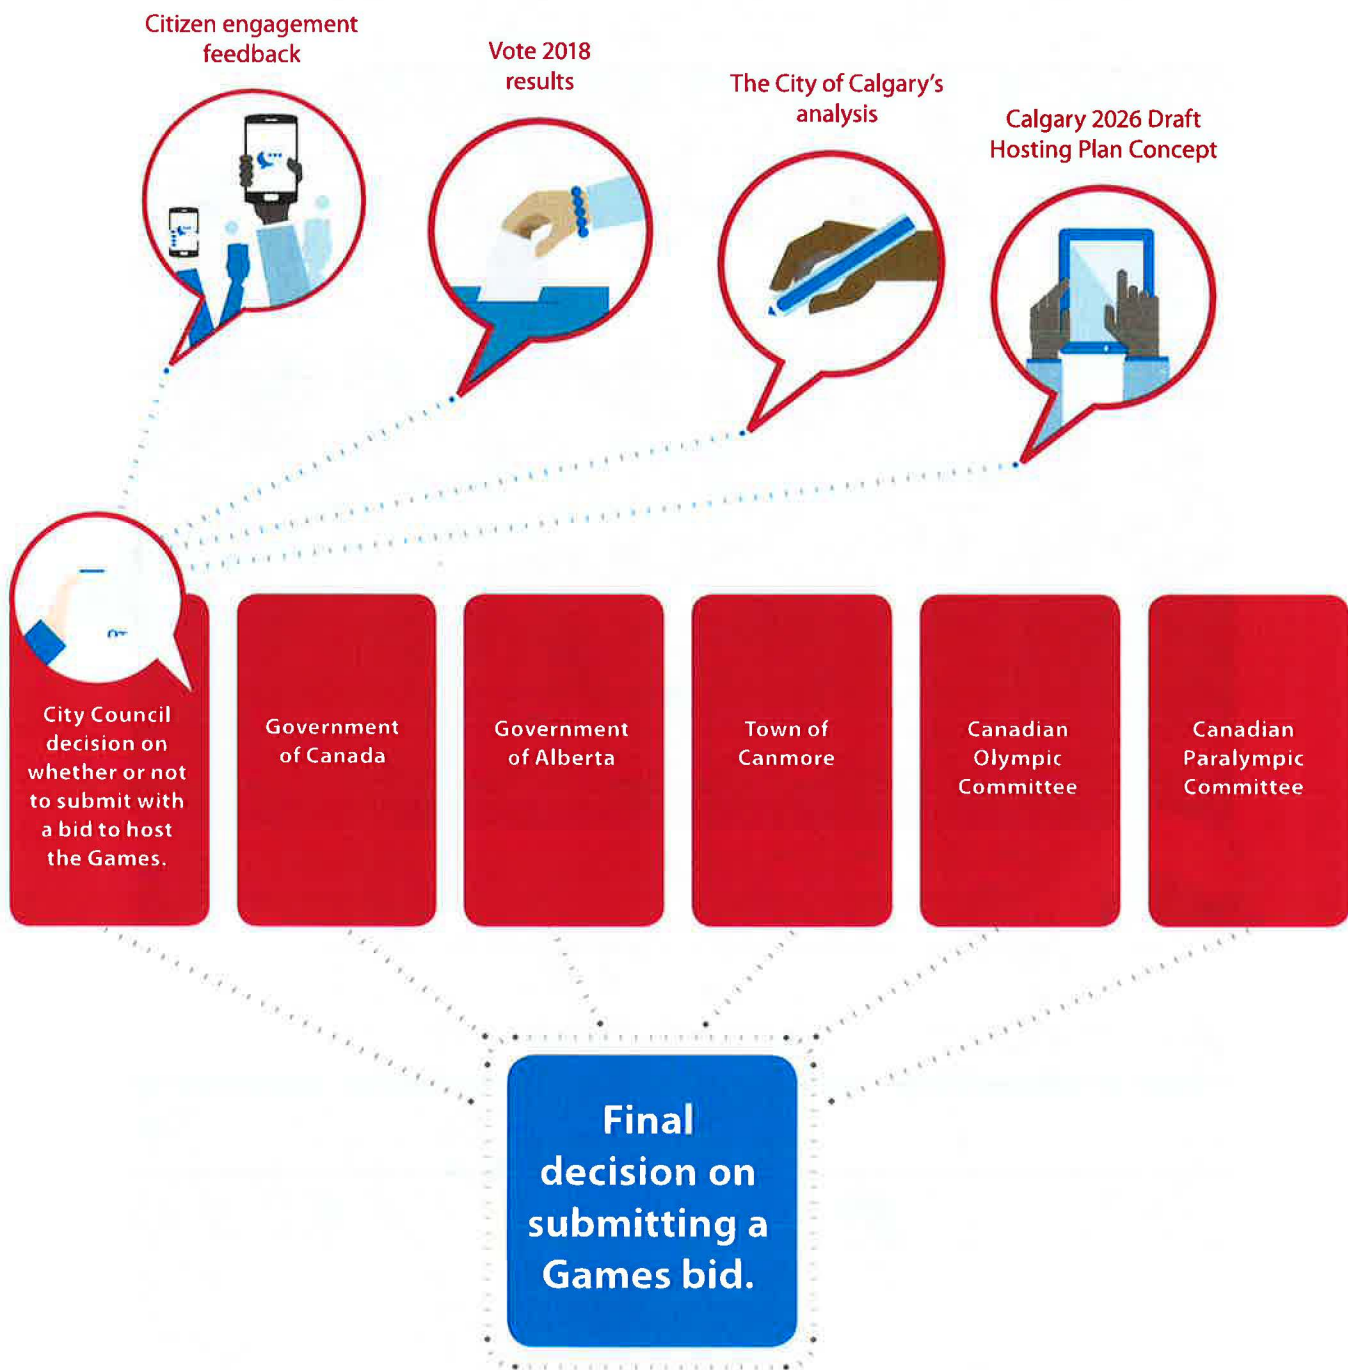 Citizen engagement
feedback
Vote 2018
results
The City of Calgary's
analysis
Calgary 2026 Draft
Hosting Plan Concept
City Council
decision on
whether or not
to submit with
a bid to host
the Games.
Government
of Canada
Government
of Alberta
Town of
Canmore
Canadian
Olympic
Committee
Canadian
Paralympic
Committee
Final
decision on
submitting a
Games bid.